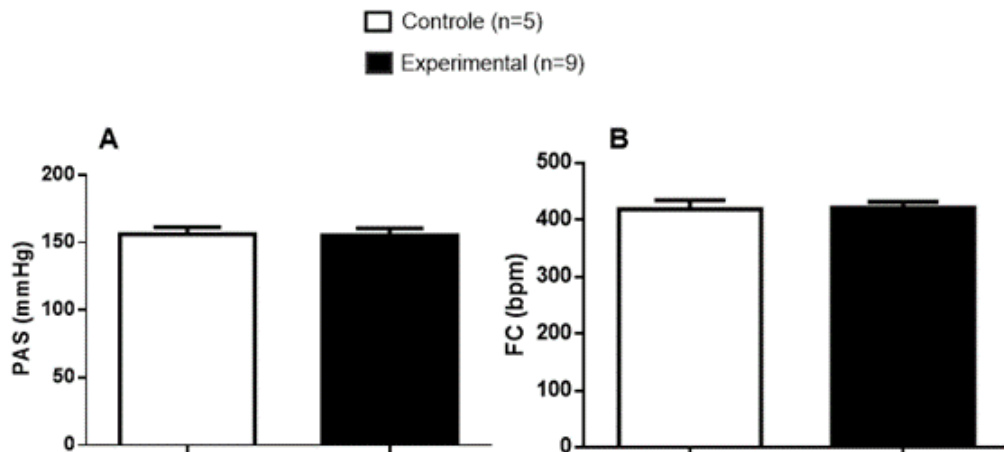 Controle (n=5)
Experimental (n=9)
A
200
150
100
50
0
PAS (mmHg)
B
500
400
300
200
100
0
FC (bpm)